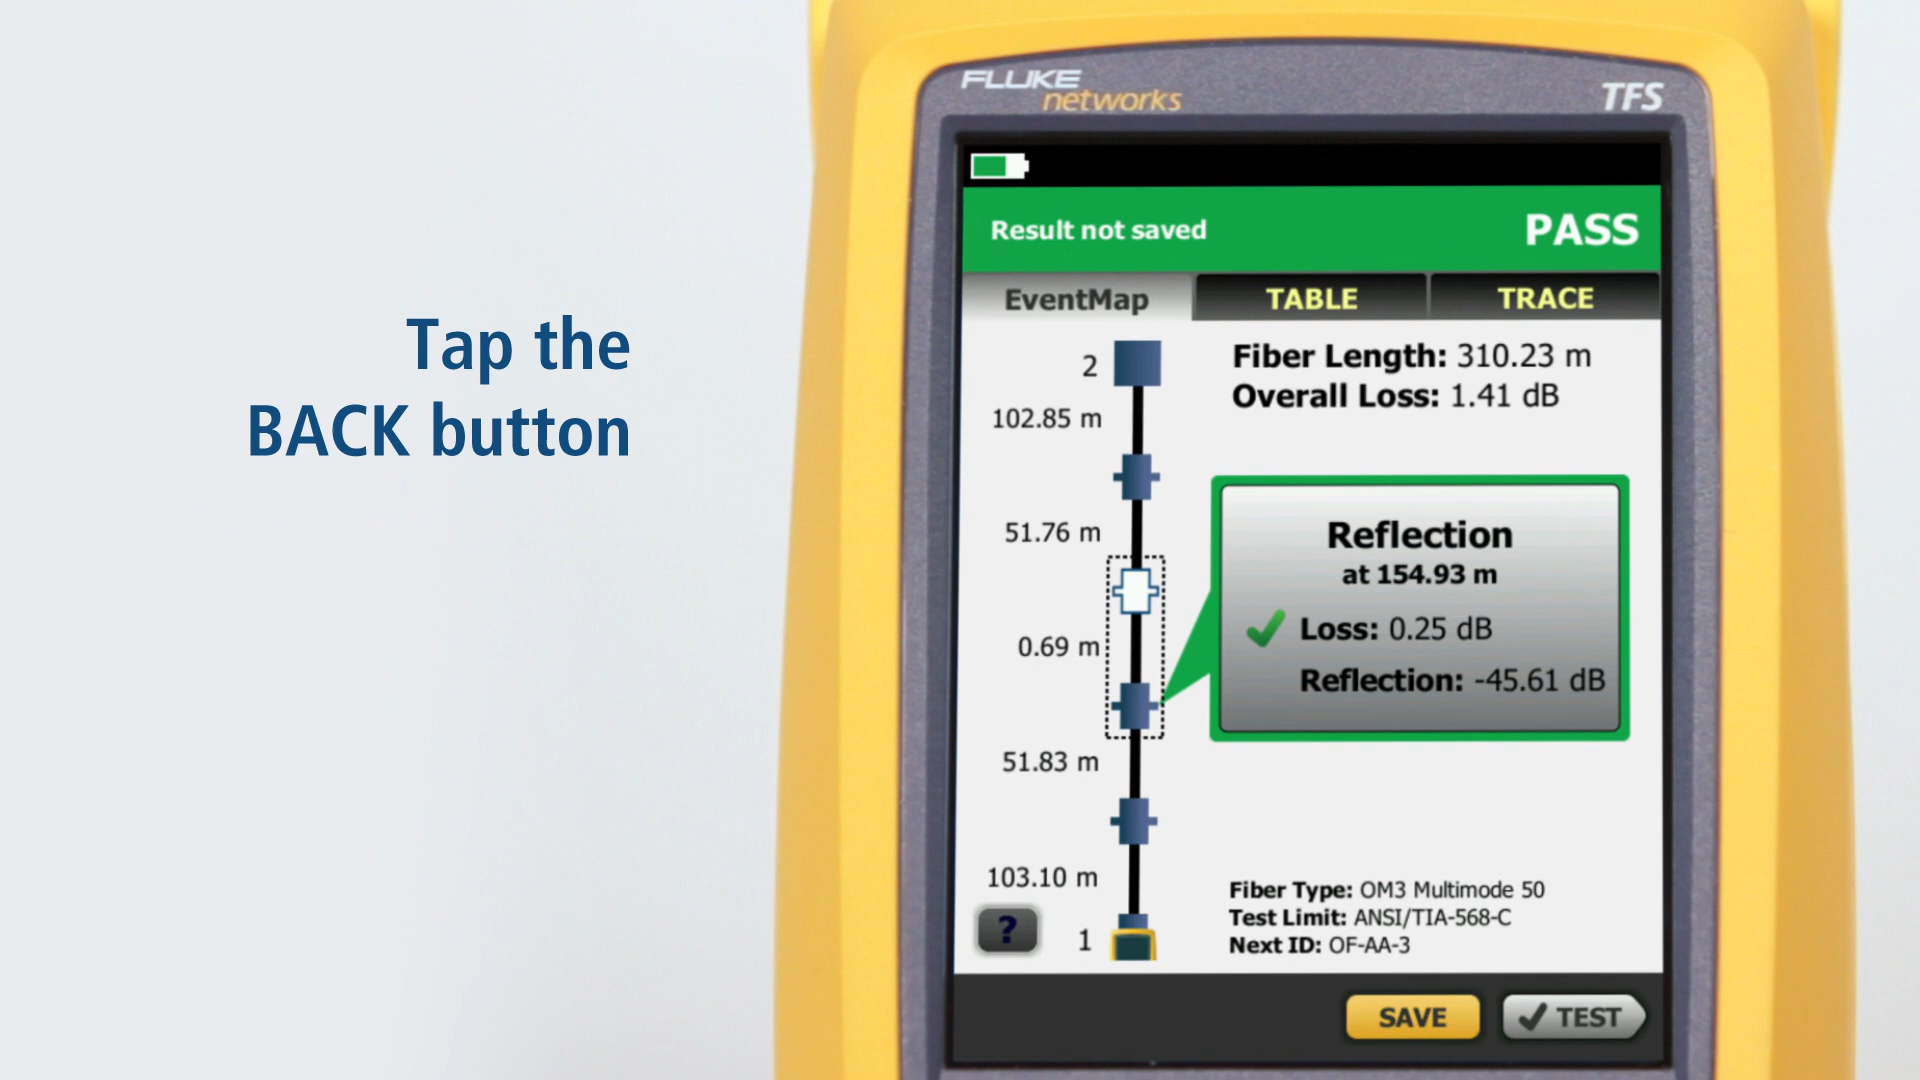 Tap the
BACK button
FLUKE
networks
TFS
Result not saved
PASS
EventMap
TABLE
TRACE
2
102.85 m
51.76 m
0.69 m
51.83 m
103.10 m
1
?
Fiber Length: 310.23 m
Overall Loss: 1.41 dB
Reflection
at 154.93 m
Loss: 0.25 dB
Reflection: -45.61 dB
Fiber Type: OM3 Multimode 50
Test Limit: ANSI/TIA-568-C
Next ID: OF-AA-3
SAVE
TEST